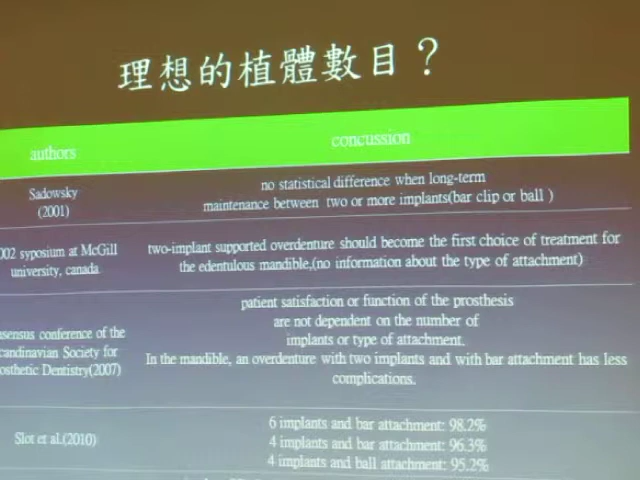 理想的植體數目？
authors
concussion
Sadowsky
(2001)
no statistical difference when long-term
maintenance between two or more implants(bar clip or ball )
002 syposium at McGill
university, canada
two-implant supported overdenture should become the first choice of treatment for
the edentulous mandible,(no information about the type of attachment)
nsensus conference of the
candinavian Society for
osthetic Dentistry(2007)
patient satisfaction or function of the prosthesis
are not dependent on the number of
implants or type of attachment.
In the mandible, an overdenture with two implants and with bar attachment has less
complications.
Slot et al.(2010)
6 implants and bar attachment: 98.2%
4 implants and bar attachment: 96.3%
4 implants and ball attachment: 95.2%